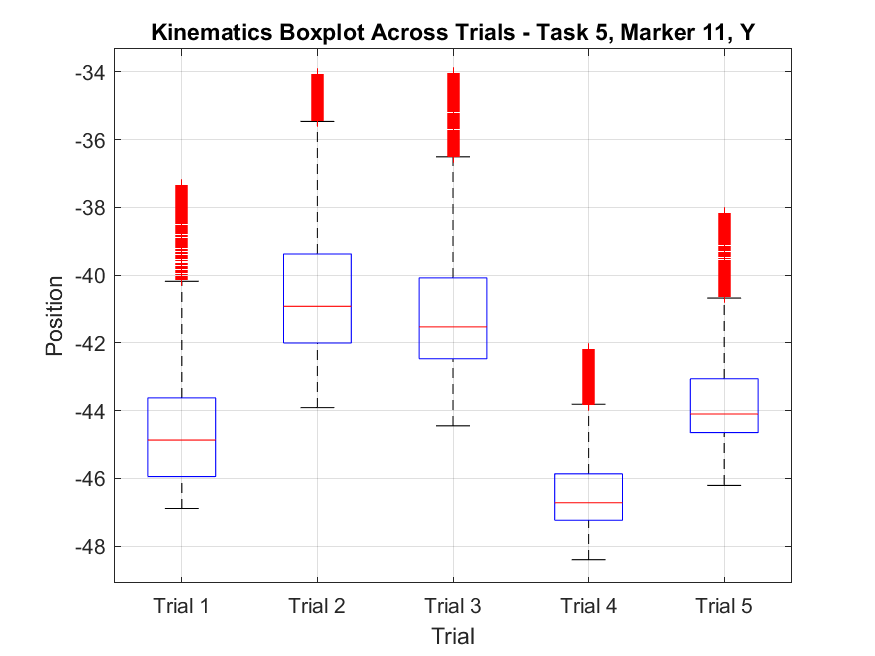 Kinematics Boxplot Across Trials - Task 5, Marker 11, Y
-34
-36
-38
-40
-42
-44
-46
-48
Position
Trial 1 Trial 2 Trial 3 Trial 4 Trial 5
Trial